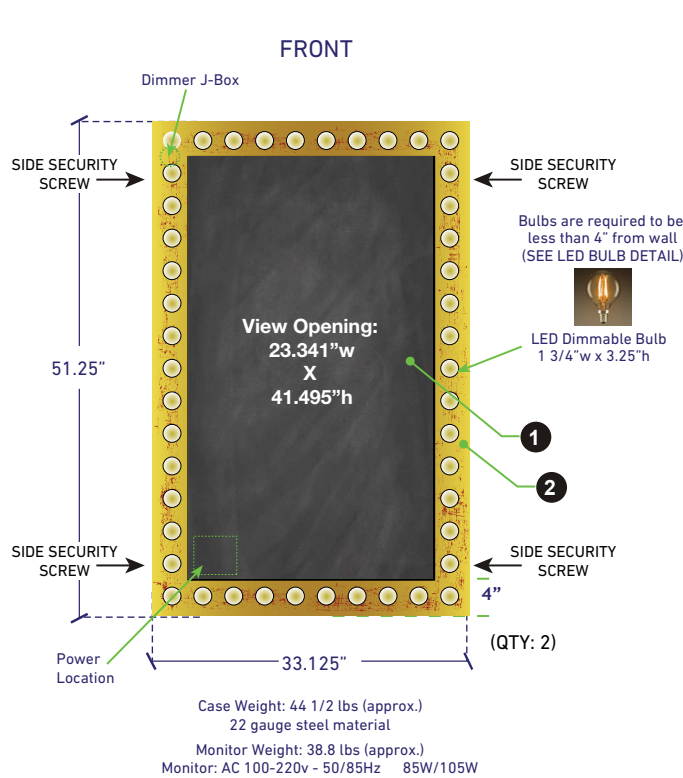 FRONT
Dimmer J-Box
SIDE SECURITY
SCREW
SIDE SECURITY
SCREW
Bulbs are required to be
less than 4” from wall
(SEE LED BULB DETAIL)
LED Dimmable Bulb
1 3/4”w x 3.25”h
51.25”
View Opening:
23.341”w
X
41.495”h
1
2
SIDE SECURITY
SCREW
SIDE SECURITY
SCREW
4”
(QTY: 2)
Power
Location
33.125”
Case Weight: 44 1/2 lbs (approx.)
22 gauge steel material
Monitor Weight: 38.8 lbs (approx.)
Monitor: AC 100-220v - 50/85Hz 85W/105W